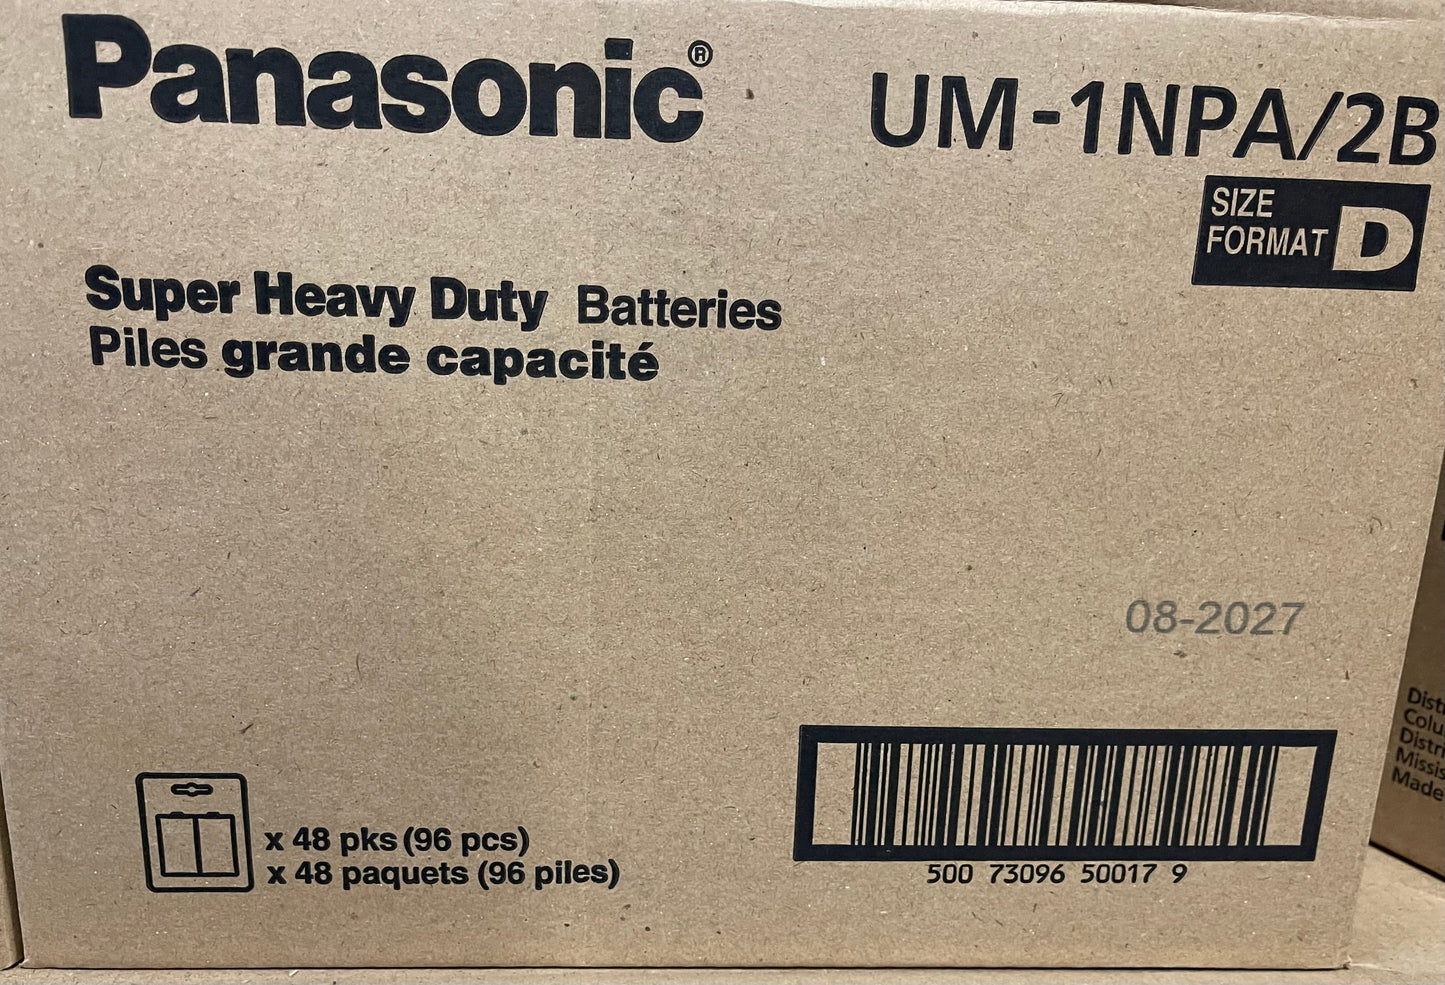 Panasonic®
UM-1NPA/2B
SIZE
FORMAT D
Super Heavy Duty Batteries
Piles grande capacité
08-2027
x 48 pks (96 pcs)
x 48 paquets (96 piles)
500 73096 50017 9
Made